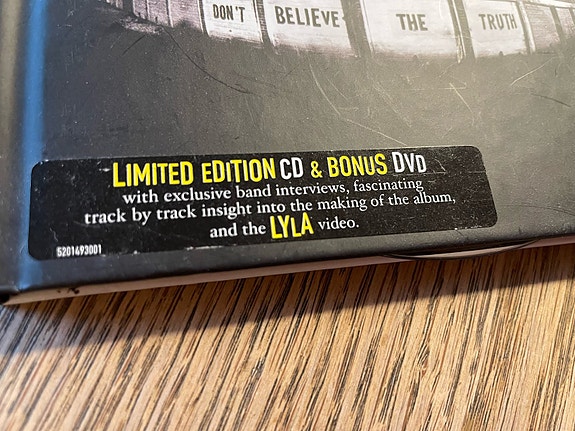 DON'T BELIEVE THE TRUTH
LIMITED EDITION CD & BONUS DVD
with exclusive band interviews, fascinating
track by track insight into the making of the album,
and the LYLA video.
5201493001